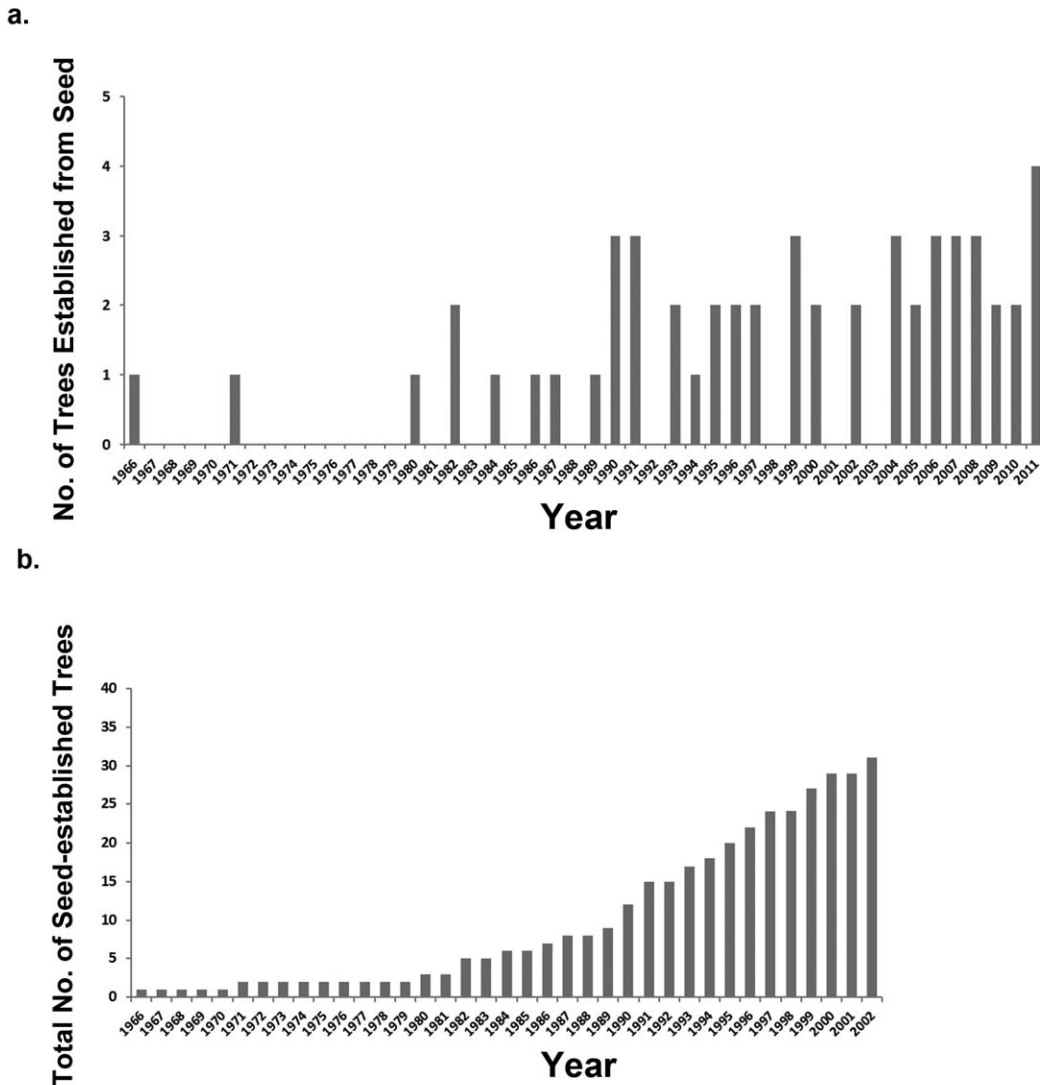 a.
No. of Trees Established from Seed
5
4
3
2
1
0
1966 1967 1968 1969 1970 1971 1972 1973 1974 1975 1976 1977 1978 1979 1980 1981 1982 1983 1984 1985 1986 1987 1988 1989 1990 1991 1992 1993 1994 1995 1996 1997 1998 1999 2000 2001 2002 2003 2004 2005 2006 2007 2008 2009 2010 2011
Year
b.
Total No. of Seed-established Trees
40
35
30
25
20
15
10
5
0
1966 1967 1968 1969 1970 1971 1972 1973 1974 1975 1976 1977 1978 1979 1980 1981 1982 1983 1984 1985 1986 1987 1988 1989 1990 1991 1992 1993 1994 1995 1996 1997 1998 1999 2000 2001 2002
Year